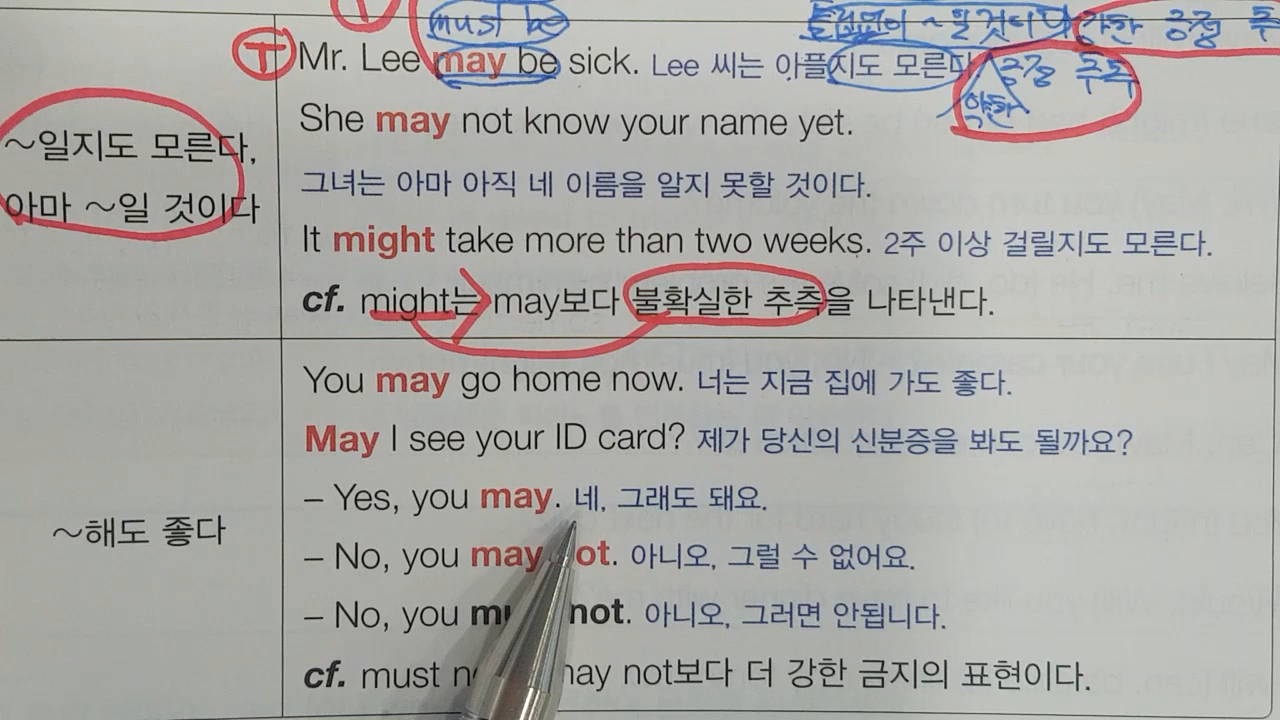 must be 틀림없이 ~일 것이다 강한 긍정 추
T Mr. Lee may be sick. Lee 씨는 아플지도 모른다 긍정 추측
약한
~일지도 모른다,
아마 ~일 것이다
She may not know your name yet.
그녀는 아마 아직 네 이름을 알지 못할 것이다.
It might take more than two weeks. 2주 이상 걸릴지도 모른다.
cf. might는 may보다 불확실한 추측을 나타낸다.
~해도 좋다
You may go home now. 너는 지금 집에 가도 좋다.
May I see your ID card? 제가 당신의 신분증을 봐도 될까요?
– Yes, you may. 네, 그래도 돼요.
– No, you may not. 아니오, 그럴 수 없어요.
– No, you must not. 아니오, 그러면 안됩니다.
cf. must not may not보다 더 강한 금지의 표현이다.